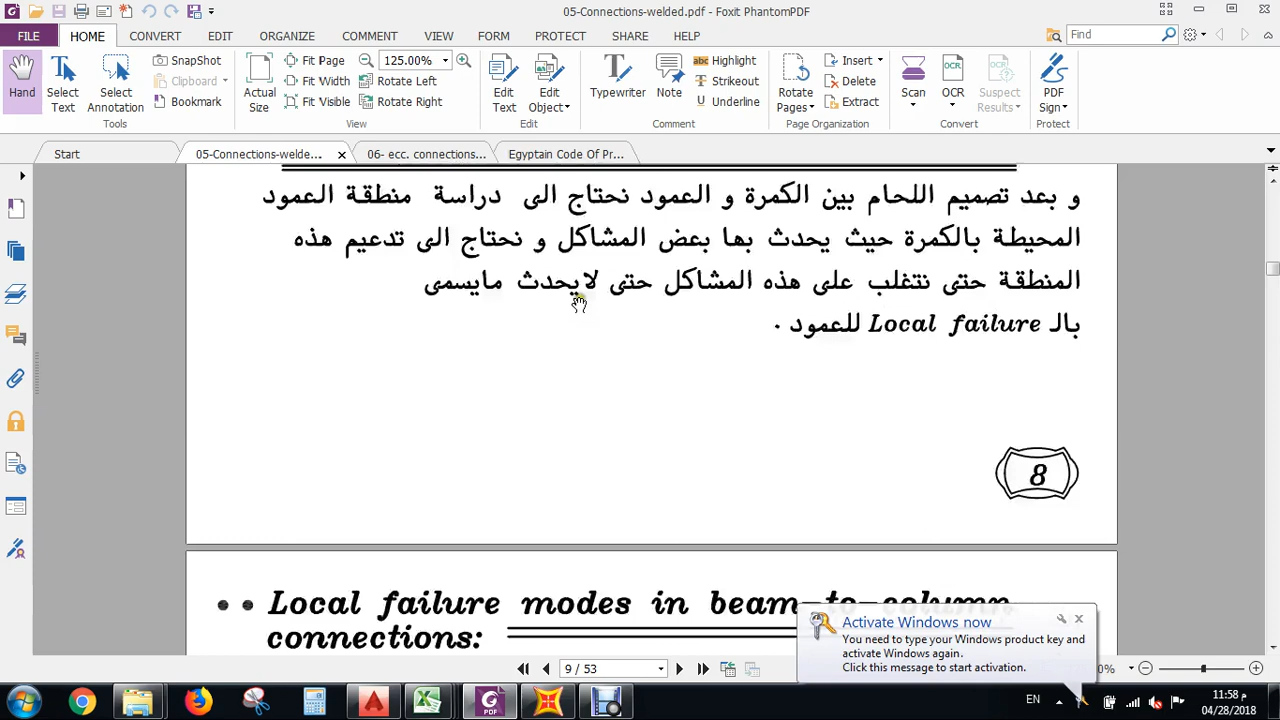 05-Connections-welded.pdf - Foxit PhantomPDF
FILE HOME CONVERT EDIT ORGANIZE COMMENT VIEW FORM PROTECT SHARE HELP
Find
Hand
Select Text
Select Annotation
SnapShot
Clipboard
Bookmark
Tools
Actual Size
Fit Page
Fit Width
Fit Visible
125.00%
Rotate Left
Rotate Right
View
Edit Text
Edit Object
Edit
Typewriter
Note
Highlight
Strikeout
Underline
Comment
Rotate Pages
Insert
Delete
Extract
Page Organization
Scan
OCR
Suspect Results
Convert
PDF Sign
Protect
Start
05-Connections-welde...
06- ecc. connections...
Egyptain Code Of Pr...
و بعد تصميم اللحام بين الكمرة و العمود نحتاج الى دراسة منطقة العمود
المحيطة بالكمرة حيث يحدث بها بعض المشاكل و نحتاج الى تدعيم هذه
المنطقة حتى نتغلب على هذه المشاكل حتى لايحدث مايسمى
بالـ Local failure للعمود .
8
Local failure modes in beam-to-column
connections:
Activate Windows now
You need to type your Windows product key and
activate Windows again.
Click this message to start activation.
9 / 53
EN
11:58 م
04/28/2018